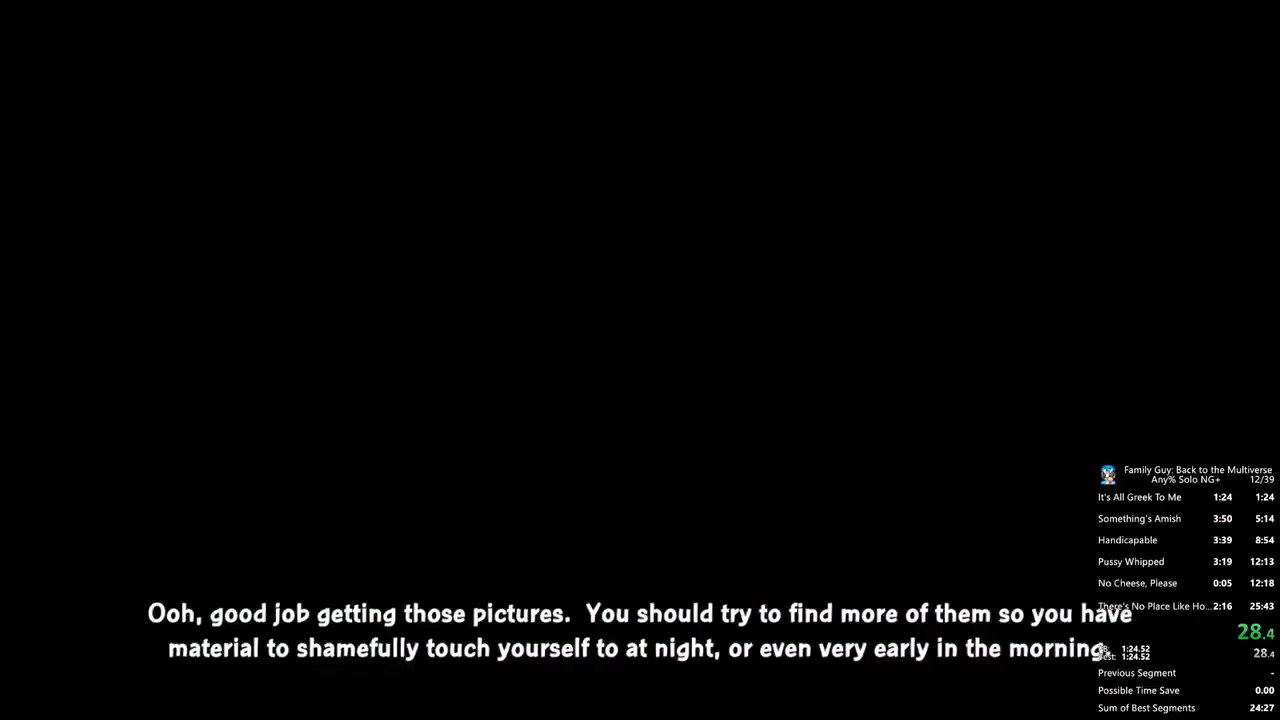 Family Guy: Back to the Multiverse
Any% Solo NG+ 12/39
It's All Greek To Me 1:24 1:24
Something's Amish 3:50 5:14
Handicapable 3:39 8:54
Pussy Whipped 3:19 12:13
No Cheese, Please 0:05 12:18
There's No Place Like Ho... 2:16 25:43
Ooh, good job getting those pictures. You should try to find more of them so you have
28.4
material to shamefully touch yourself to at night, or even very early in the morning.
1:24.52
1:24.52
28.4
Previous Segment -
Possible Time Save 0.00
Sum of Best Segments 24:27